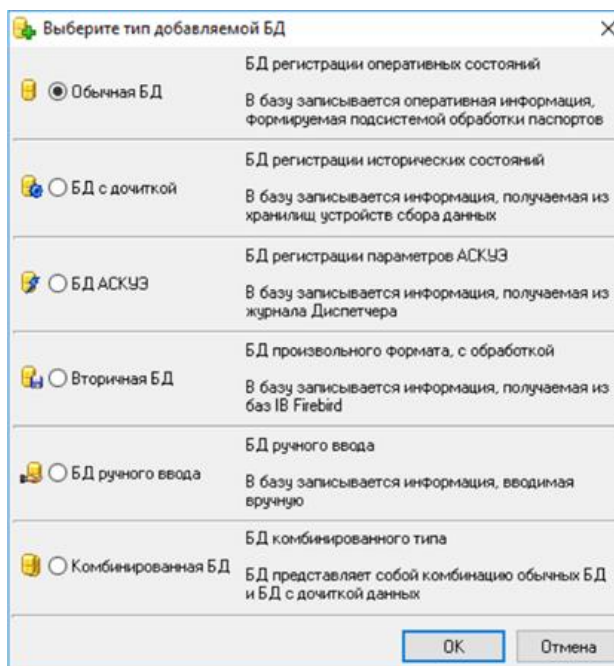 Выберите тип добавляемой БД
Обычная БД
БД регистрации оперативных состояний
В базу записывается оперативная информация,
формируемая подсистемой обработки паспортов
БД с дочиткой
БД регистрации исторических состояний
В базу записывается информация, получаемая из
хранилищ устройств сбора данных
БД АСКУЭ
БД регистрации параметров АСКУЭ
В базу записывается информация, получаемая из
журнала Диспетчера
Вторичная БД
БД произвольного формата, с обработкой
В базу записывается информация, получаемая из
баз IB Firebird
БД ручного ввода
БД ручного ввода
В базу записывается информация, вводимая
вручную
Комбинированная БД
БД комбинированного типа
БД представляет собой комбинацию обычных БД
и БД с дочиткой данных
OK
Отмена